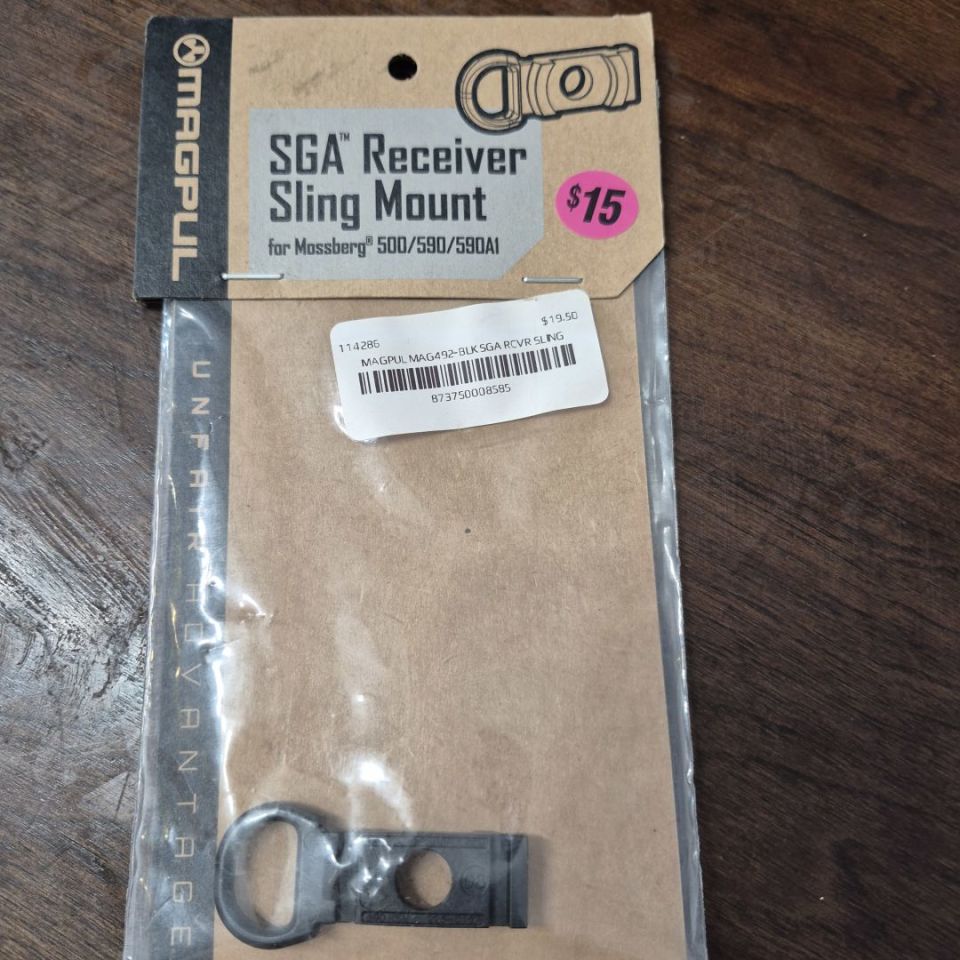 MAGPUL
SGA™ Receiver
Sling Mount
for Mossberg® 500/590/590A1
$15
114286
$19.50
MAGPUL MAG492-BLK SGA RCVR SLING
873750008585
UNFAIR ADVANTAGE